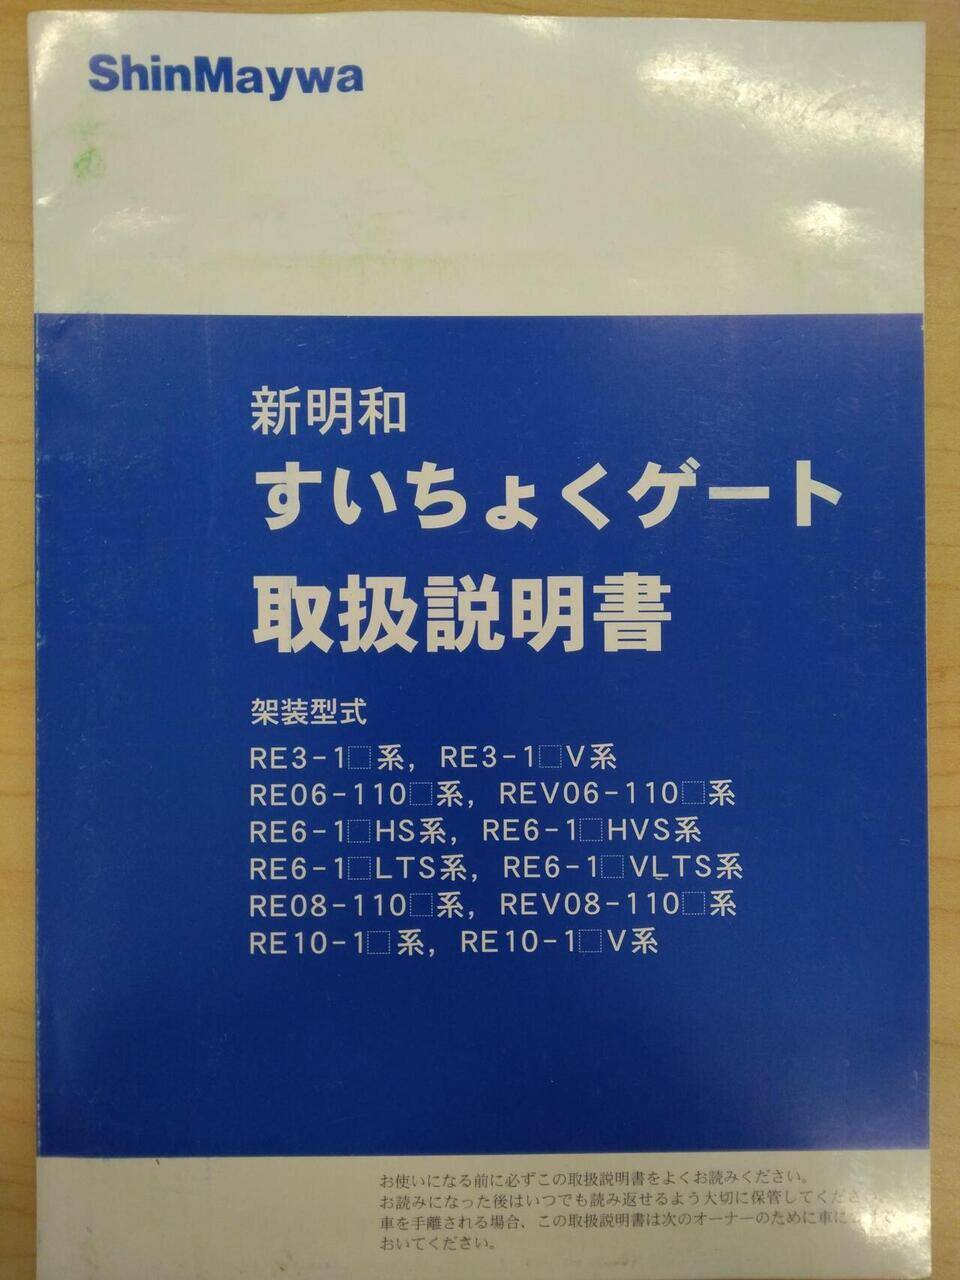 ShinMaywa
新明和
すいちょくゲート
取扱説明書
架装型式
RE3-1□系, RE3-1□V系
RE06-110□系, REV06-110□系
RE6-1□HS系, RE6-1□HVS系
RE6-1□LTS系, RE6-1□VLTS系
RE08-110□系, REV08-110□系
RE10-1□系, RE10-1□V系
お使いになる前に必ずこの取扱説明書をよくお読みください。
お読みになった後はいつでも読み返せるよう大切に保管してくださ
車を手離される場合、この取扱説明書は次のオーナーのために車に
おいてください。